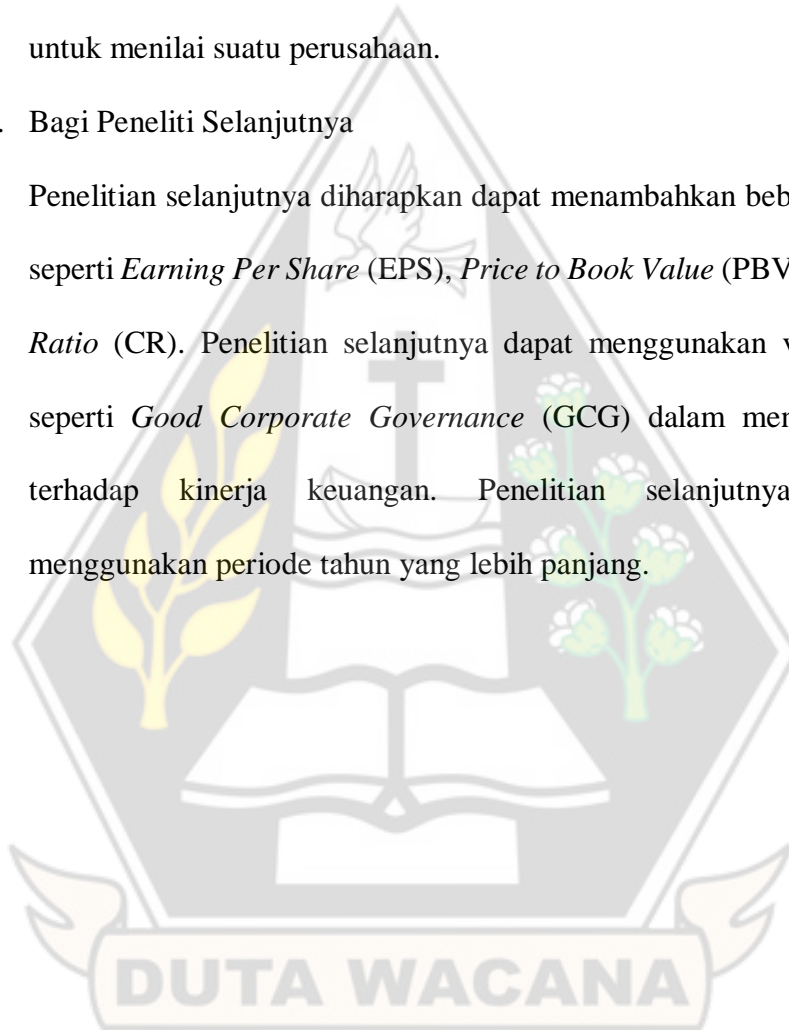 untuk menilai suatu perusahaan.
. Bagi Peneliti Selanjutnya
Penelitian selanjutnya diharapkan dapat menambahkan beb
seperti Earning Per Share (EPS), Price to Book Value (PBV
Ratio (CR). Penelitian selanjutnya dapat menggunakan v
seperti Good Corporate Governance (GCG) dalam men
terhadap kinerja keuangan. Penelitian selanjutnya
menggunakan periode tahun yang lebih panjang.
DUTA WACANA